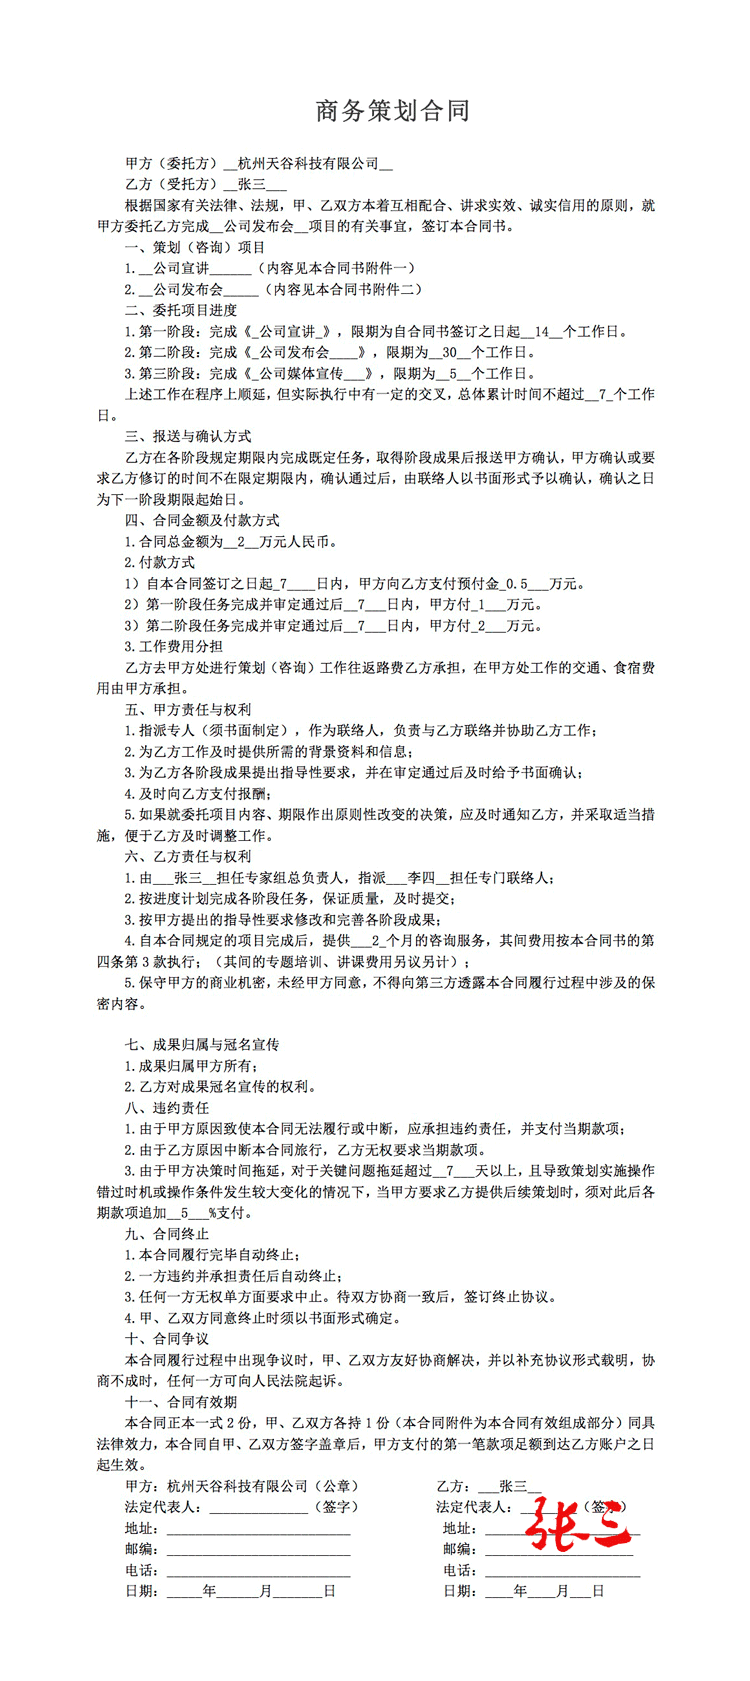 商务策划合同
甲方（委托方）__杭州天谷科技有限公司__
乙方（受托方）__张三___
根据国家有关法律、法规，甲、乙双方本着互相配合、讲求实效、诚实信用的原则，就
甲方委托乙方完成__公司发布会__项目的有关事宜，签订本合同书。
一、策划（咨询）项目
1.__公司宣讲______（内容见本合同书附件一）
2.__公司发布会_____（内容见本合同书附件二）
二、委托项目进度
1.第一阶段：完成《_公司宣讲_》，限期为自合同书签订之日起__14__个工作日。
2.第二阶段：完成《_公司发布会____》，限期为__30__个工作日。
3.第三阶段：完成《_公司媒体宣传___》，限期为__5__个工作日。
上述工作在程序上顺延，但实际执行中有一定的交叉，总体累计时间不超过__7_个工作
日。
三、报送与确认方式
乙方在各阶段规定期限内完成既定任务，取得阶段成果后报送甲方确认，甲方确认或要
求乙方修订的时间不在限定期限内，确认通过后，由联络人以书面形式予以确认，确认之日
为下一阶段期限起始日。
四、合同金额及付款方式
1.合同总金额为__2__万元人民币。
2.付款方式
1）自本合同签订之日起_7____日内，甲方向乙方支付预付金_0.5___万元。
2）第一阶段任务完成并审定通过后__7___日内，甲方付_1___万元。
3）第二阶段任务完成并审定通过后__7___日内，甲方付_2___万元。
3.工作费用分担
乙方去甲方处进行策划（咨询）工作往返路费乙方承担，在甲方处工作的交通、食宿费
用由甲方承担。
五、甲方责任与权利
1.指派专人（须书面制定），作为联络人，负责与乙方联络并协助乙方工作；
2.为乙方工作及时提供所需的背景资料和信息；
3.为乙方各阶段成果提出指导性要求，并在审定通过后及时给予书面确认；
4.及时向乙方支付报酬；
5.如果就委托项目内容、期限作出原则性改变的决策，应及时通知乙方，并采取适当措
施，便于乙方及时调整工作。
六、乙方责任与权利
1.由___张三__担任专家组总负责人，指派___李四__担任专门联络人；
2.按进度计划完成各阶段任务，保证质量，及时提交；
3.按甲方提出的指导性要求修改和完善各阶段成果；
4.自本合同规定的项目完成后，提供___2_个月的咨询服务，其间费用按本合同书的第
四条第３款执行；（其间的专题培训、讲课费用另议另计）；
5.保守甲方的商业机密，未经甲方同意，不得向第三方透露本合同履行过程中涉及的保
密内容。
七、成果归属与冠名宣传
1.成果归属甲方所有；
2.乙方对成果冠名宣传的权利。
八、违约责任
1.由于甲方原因致使本合同无法履行或中断，应承担违约责任，并支付当期款项；
2.由于乙方原因中断本合同旅行，乙方无权要求当期款项。
3.由于甲方决策时间拖延，对于关键问题拖延超过__7___天以上，且导致策划实施操作
错过时机或操作条件发生较大变化的情况下，当甲方要求乙方提供后续策划时，须对此后各
期款项追加__5___%支付。
九、合同终止
1.本合同履行完毕自动终止；
2.一方违约并承担责任后自动终止；
3.任何一方无权单方面要求中止。待双方协商一致后，签订终止协议。
4.甲、乙双方同意终止时须以书面形式确定。
十、合同争议
本合同履行过程中出现争议时，甲、乙双方友好协商解决，并以补充协议形式载明，协
商不成时，任何一方可向人民法院起诉。
十一、合同有效期
本合同正本一式２份，甲、乙双方各持１份（本合同附件为本合同有效组成部分）同具
法律效力，本合同自甲、乙双方签字盖章后，甲方支付的第一笔款项足额到达乙方账户之日
起生效。
甲方：杭州天谷科技有限公司（公章） 乙方：___张三__
法定代表人：______________（签字） 法定代表人：________（签字）
张三
地址：__________________________ 地址：______________________
邮编：__________________________ 邮编：_____________________
电话：__________________________ 电话：______________________
日期：_____年______月_______日 日期：____年____月___日